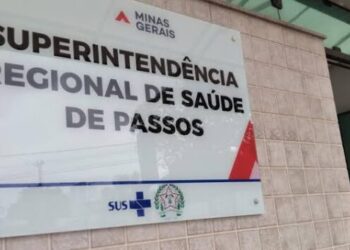 MINAS
GERAIS
SUPERINTENDÊNCIA
REGIONAL DE SAÚDE
DE PASSOS
SUS